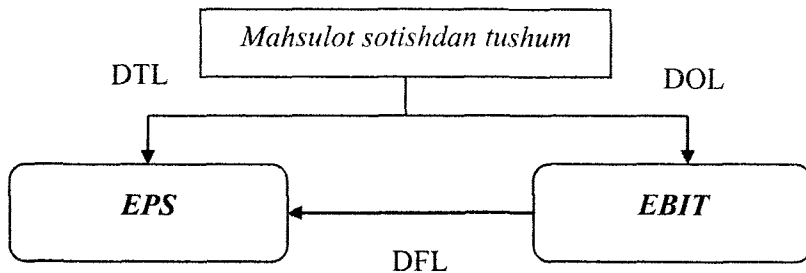 Mahsulot sotishdan tushum
DTL
DOL
EPS
EBIT
DFL